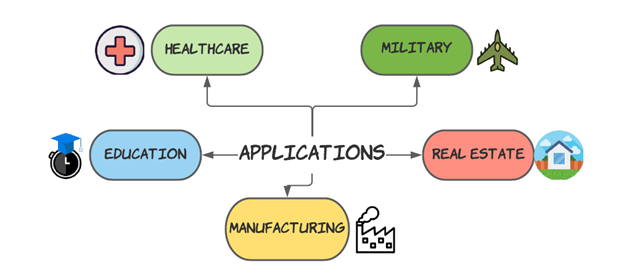 HEALTHCARE
MILITARY
EDUCATION
APPLICATIONS
REAL ESTATE
MANUFACTURING